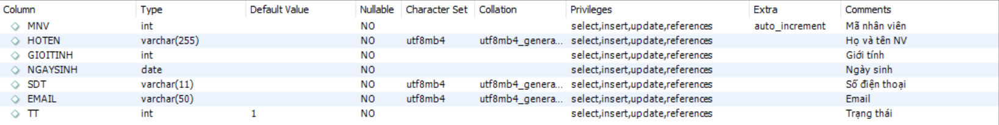 Column Type Default Value Nullable Character Set Collation Privileges Extra Comments
MNV int NO select,insert,update,references auto_increment Mã nhân viên
HOTEN varchar(255) NO utf8mb4 utf8mb4_genera... select,insert,update,references Họ và tên NV
GIOITINH int NO select,insert,update,references Giới tính
NGAYSINH date NO select,insert,update,references Ngày sinh
SDT varchar(11) NO utf8mb4 utf8mb4_genera... select,insert,update,references Số điện thoại
EMAIL varchar(50) NO utf8mb4 utf8mb4_genera... select,insert,update,references Email
TT int 1 NO select,insert,update,references Trạng thái